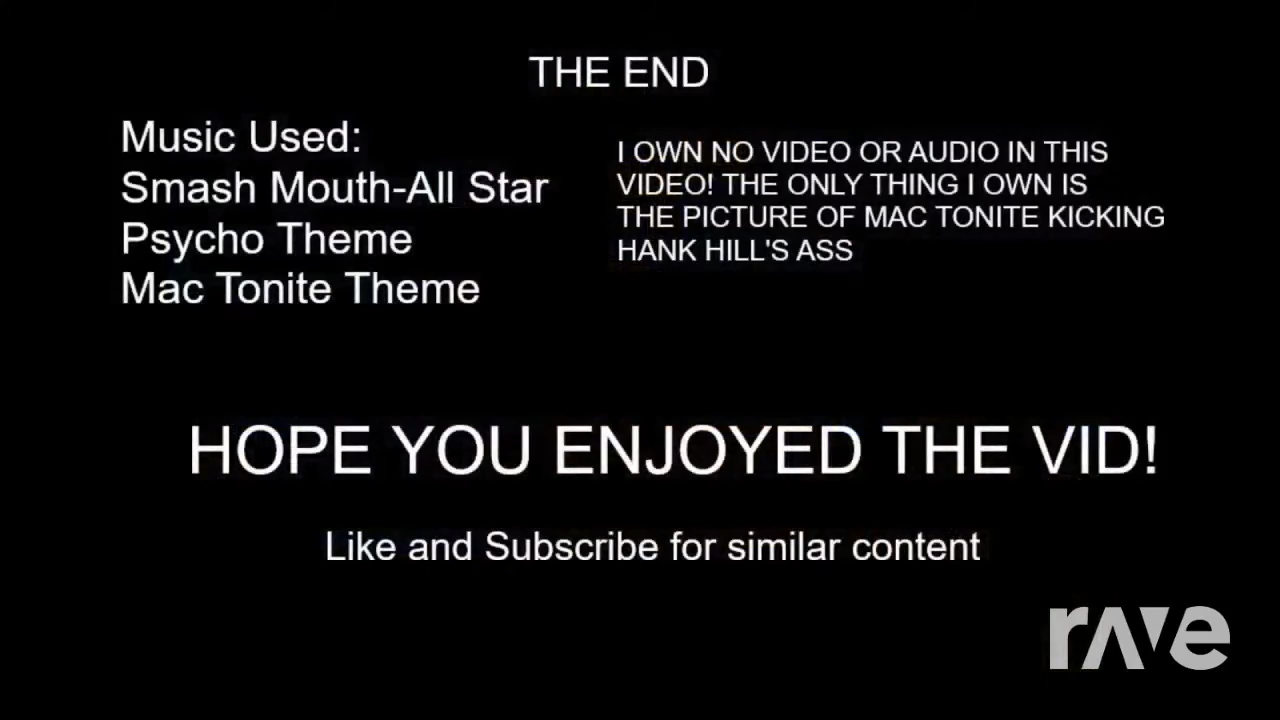 THE END
Music Used:
Smash Mouth-All Star
Psycho Theme
Mac Tonite Theme
I OWN NO VIDEO OR AUDIO IN THIS
VIDEO! THE ONLY THING I OWN IS
THE PICTURE OF MAC TONITE KICKING
HANK HILL'S ASS
HOPE YOU ENJOYED THE VID!
Like and Subscribe for similar content
rave